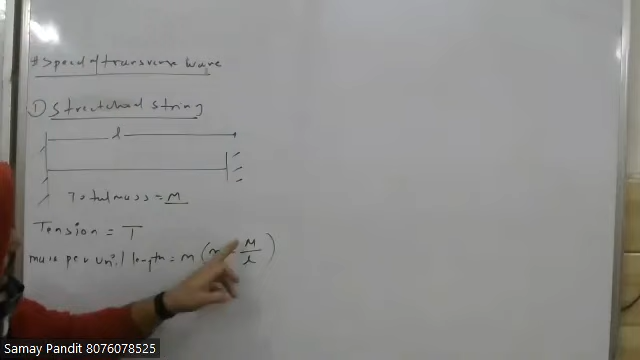 # Speed of transverse wave
① Stretched string
l
Total mass = M
Tension = T
mass per unit length = m (m = M/l)
Samay Pandit 8076078525